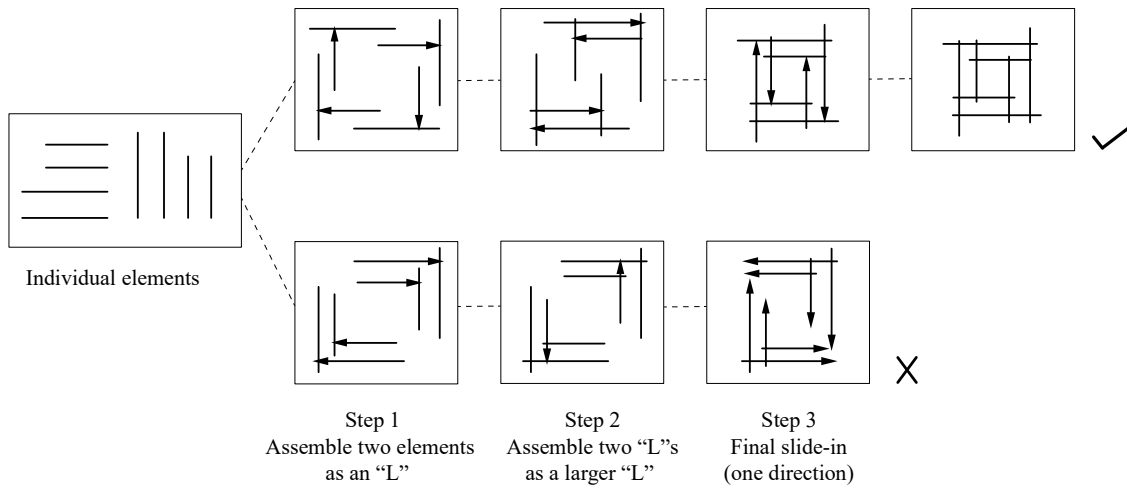 Individual elements
Step 1
Assemble two elements
as an “L”
Step 2
Assemble two “L”s
as a larger “L”
Step 3
Final slide-in
(one direction)